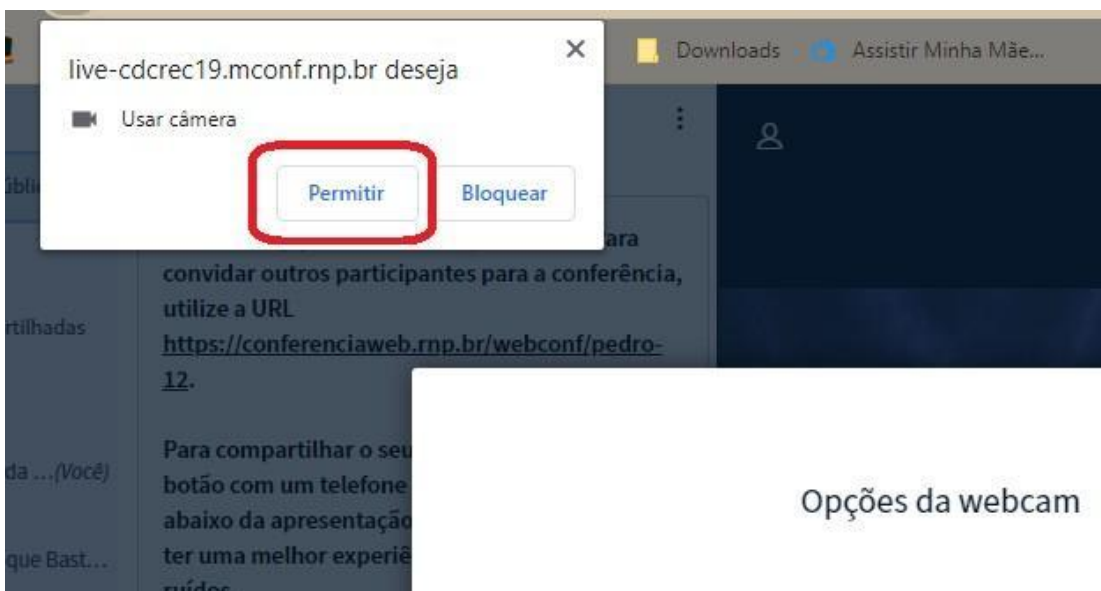 Downloads
Assistir Minha Mãe...
live-cdcrec19.mconf.rnp.br deseja
Usar câmera
Permitir
Bloquear
convidar outros participantes para a conferência,
utilize a URL
https://conferenciaweb.rnp.br/webconf/pedro-
12.
Para compartilhar o seu
botão com um telefone
abaixo da apresentação
ter uma melhor experiê
ruídos
rtilhadas
da ...(Você)
que Bast...
Opções da webcam